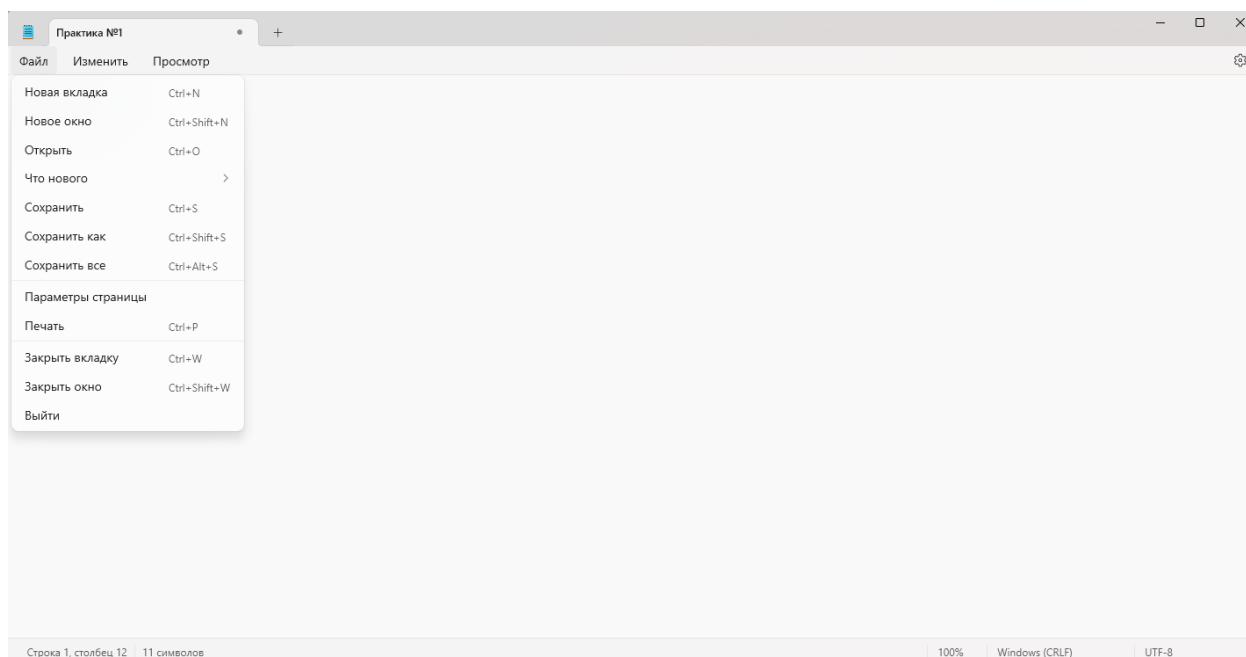 Практика №1
Файл Изменить Просмотр
Новая вкладка Ctrl+N
Новое окно Ctrl+Shift+N
Открыть Ctrl+O
Что нового
Сохранить Ctrl+S
Сохранить как Ctrl+Shift+S
Сохранить все Ctrl+Alt+S
Параметры страницы
Печать Ctrl+P
Закрыть вкладку Ctrl+W
Закрыть окно Ctrl+Shift+W
Выйти
Строка 1, столбец 12 11 символов 100% Windows (CRLF) UTF-8